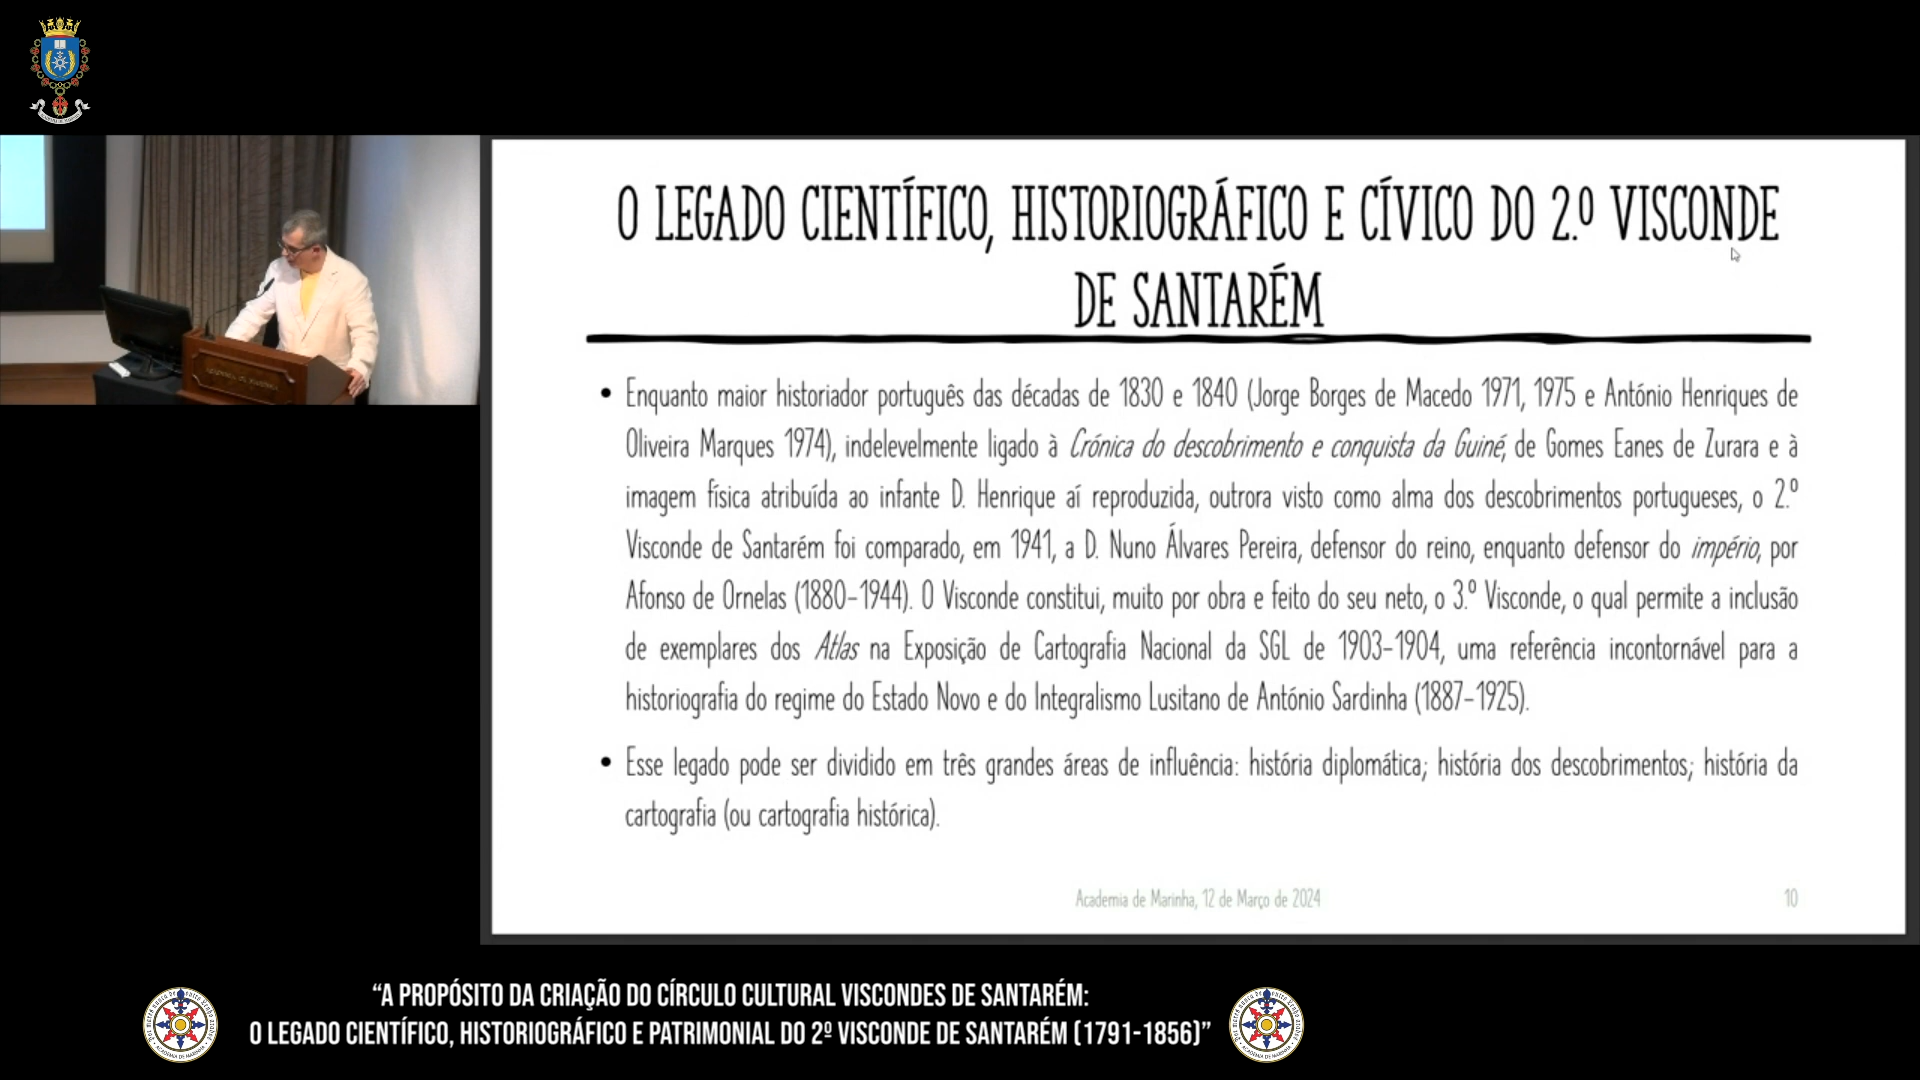 O LEGADO CIENTÍFICO, HISTORIOGRÁFICO E CÍVICO DO 2.º VISCONDE
DE SANTARÉM
• Enquanto maior historiador português das décadas de 1830 e 1840 (Jorge Borges de Macedo 1971, 1975 e António Henriques de
Oliveira Marques 1974), indelevelmente ligado à Crónica do descobrimento e conquista da Guiné, de Gomes Eanes de Zurara e à
imagem física atribuída ao infante D. Henrique aí reproduzida, outrora visto como alma dos descobrimentos portugueses, o 2.º
Visconde de Santarém foi comparado, em 1941, a D. Nuno Álvares Pereira, defensor do reino, enquanto defensor do império, por
Afonso de Ornelas (1880-1944). O Visconde constitui, muito por obra e feito do seu neto, o 3.º Visconde, o qual permite a inclusão
de exemplares dos Atlas na Exposição de Cartografia Nacional da SGL de 1903-1904, uma referência incontornável para a
historiografia do regime do Estado Novo e do Integralismo Lusitano de António Sardinha (1887-1925).
• Esse legado pode ser dividido em três grandes áreas de influência: história diplomática; história dos descobrimentos; história da
cartografia (ou cartografia histórica).
Academia de Marinha, 12 de Março de 2024
10
ACADEMIA DE MARINHA
“A PROPÓSITO DA CRIAÇÃO DO CÍRCULO CULTURAL VISCONDES DE SANTARÉM:
O LEGADO CIENTÍFICO, HISTORIOGRÁFICO E PATRIMONIAL DO 2º VISCONDE DE SANTARÉM (1791-1856)”